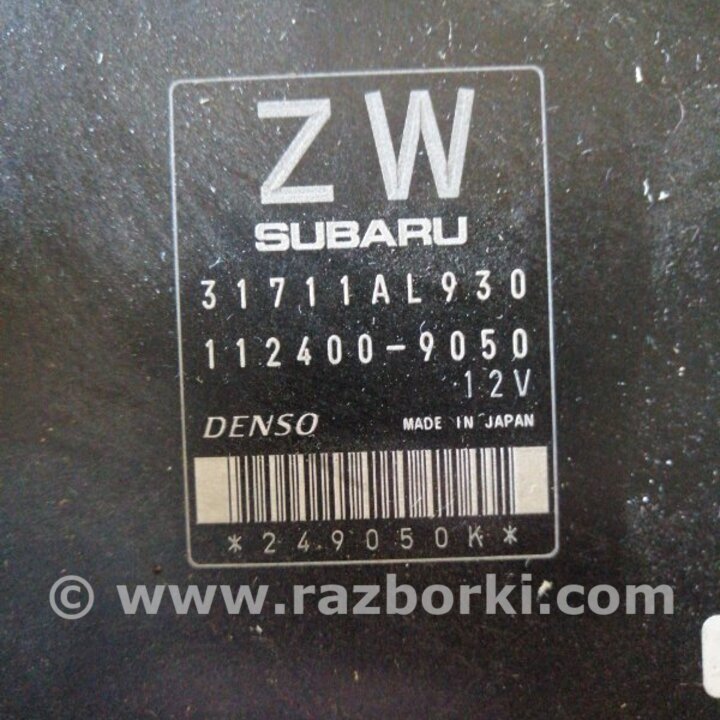 ZW
SUBARU
31711AL930
112400-9050
12V
DENSO MADE IN JAPAN
*249050K*
© www.razborki.com